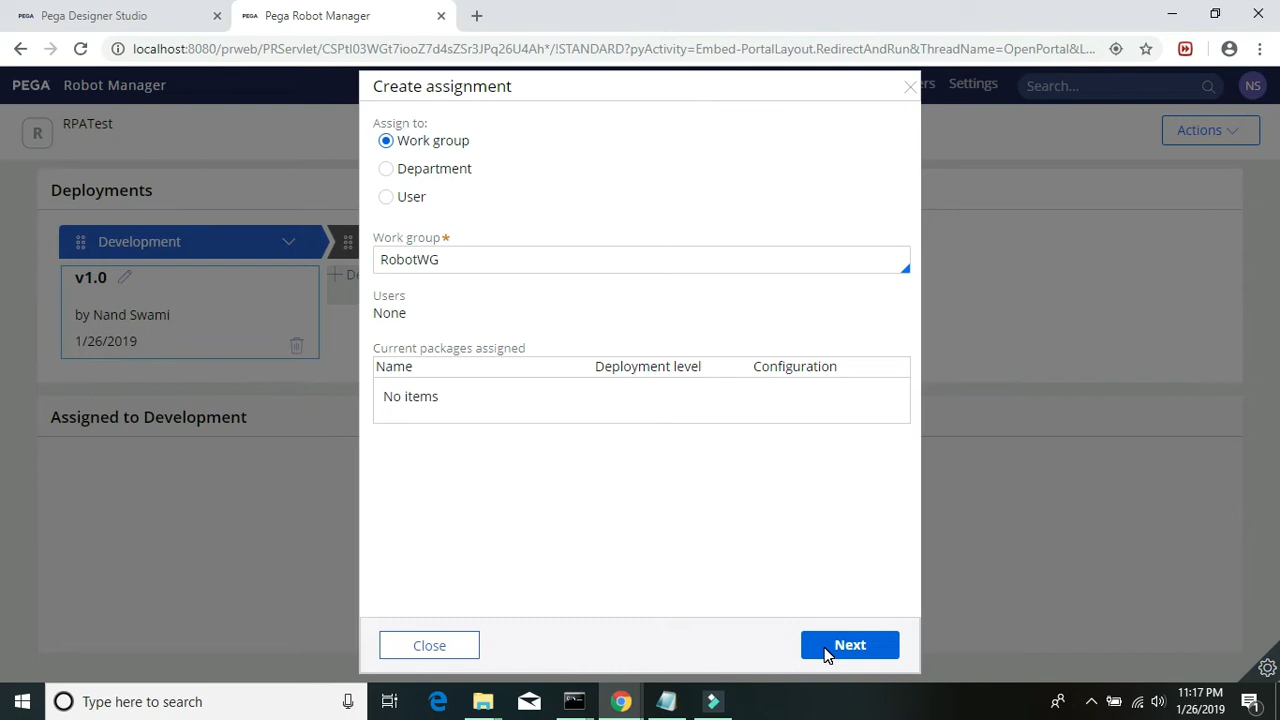 PEGA Pega Designer Studio
PEGA Pega Robot Manager
localhost:8080/prweb/PRServlet/CSPtI03WGt7iooZ7d4sZSr3JPq26U4Ah*/!STANDARD?pyActivity=Embed-PortalLayout.RedirectAndRun&ThreadName=OpenPortal&L...
PEGA Robot Manager
Settings
Search...
NS
R
RPATest
Actions
Create assignment
Assign to:
Work group
Department
User
Work group*
RobotWG
Users
None
Current packages assigned
Name Deployment level Configuration
No items
Close
Next
Deployments
Development
v1.0
by Nand Swami
1/26/2019
Assigned to Development
Type here to search
11:17 PM
1/26/2019
1